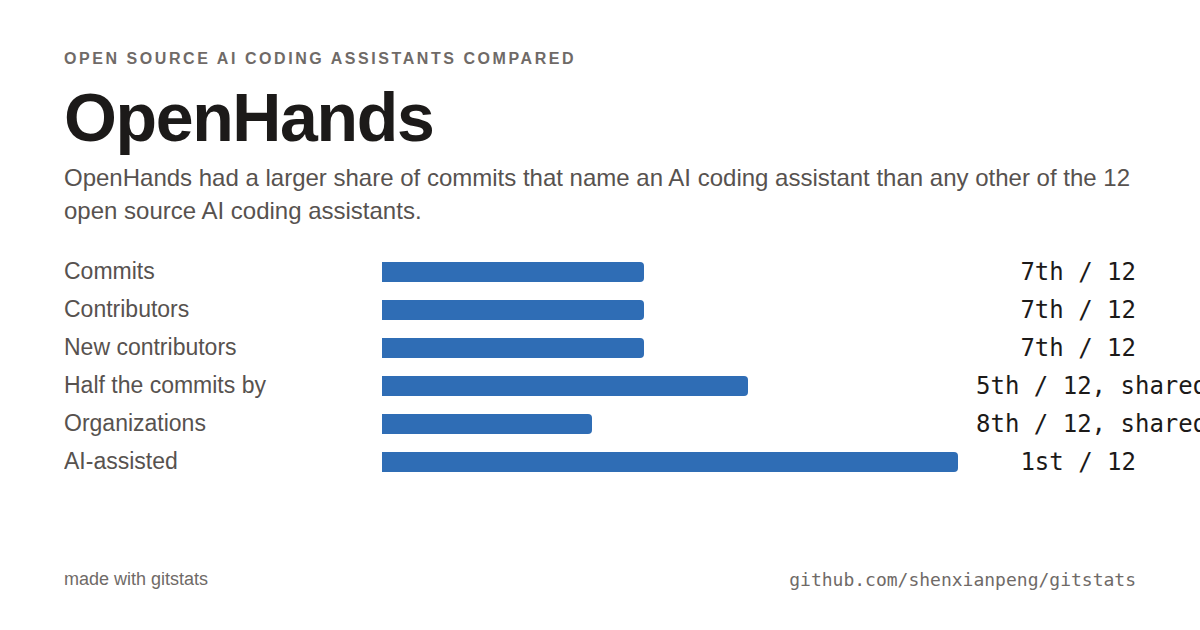 OPEN SOURCE AI CODING ASSISTANTS COMPARED
OpenHands
OpenHands had a larger share of commits that name an AI coding assistant than any other of the 12
open source AI coding assistants.
Commits 7th / 12
Contributors 7th / 12
New contributors 7th / 12
Half the commits by 5th / 12, shared
Organizations 8th / 12, shared
AI-assisted 1st / 12
made with gitstats
github.com/shenxianpeng/gitstats